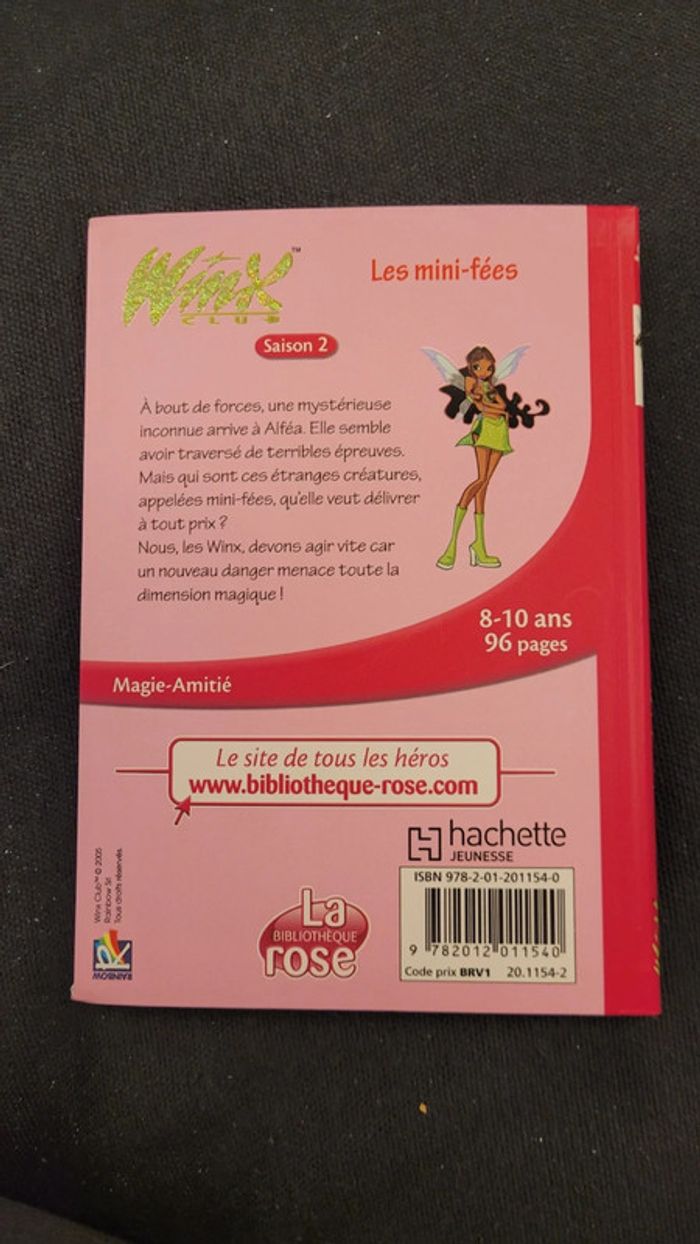 Winx™
CLUB
Les mini-fées
Saison 2
À bout de forces, une mystérieuse
inconnue arrive à Alféa. Elle semble
avoir traversé de terribles épreuves.
Mais qui sont ces étranges créatures,
appelées mini-fées, qu'elle veut délivrer
à tout prix ?
Nous, les Winx, devons agir vite car
un nouveau danger menace toute la
dimension magique !
8-10 ans
96 pages
Magie-Amitié
Le site de tous les héros
www.bibliotheque-rose.com
hachette
JEUNESSE
ISBN 978-2-01-201154-0
9 782012 011540
Code prix BRV1 20.1154-2
La
BIBLIOTHÈQUE
rose
Winx Club™ © 2005
Rainbow Srl
Tous droits réservés.
RAINBOW